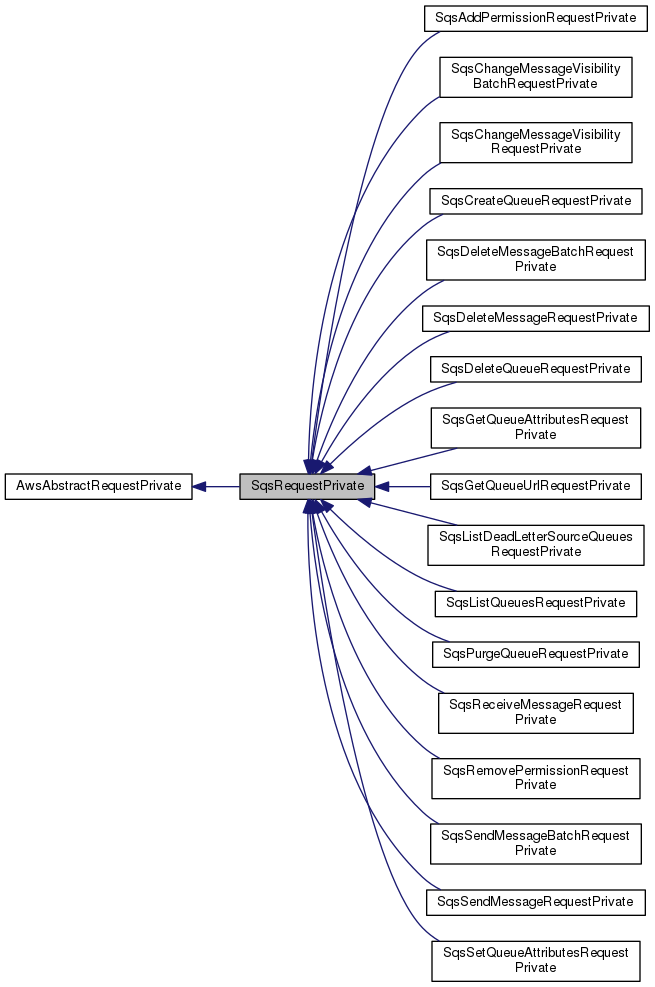 SqsAddPermissionRequestPrivate
SqsChangeMessageVisibility
BatchRequestPrivate
SqsChangeMessageVisibility
RequestPrivate
SqsCreateQueueRequestPrivate
SqsDeleteMessageBatchRequest
Private
SqsDeleteMessageRequestPrivate
SqsDeleteQueueRequestPrivate
SqsGetQueueAttributesRequest
Private
AwsAbstractRequestPrivate
SqsRequestPrivate
SqsGetQueueUrlRequestPrivate
SqsListDeadLetterSourceQueues
RequestPrivate
SqsListQueuesRequestPrivate
SqsPurgeQueueRequestPrivate
SqsReceiveMessageRequest
Private
SqsRemovePermissionRequest
Private
SqsSendMessageBatchRequest
Private
SqsSendMessageRequestPrivate
SqsSetQueueAttributesRequest
Private